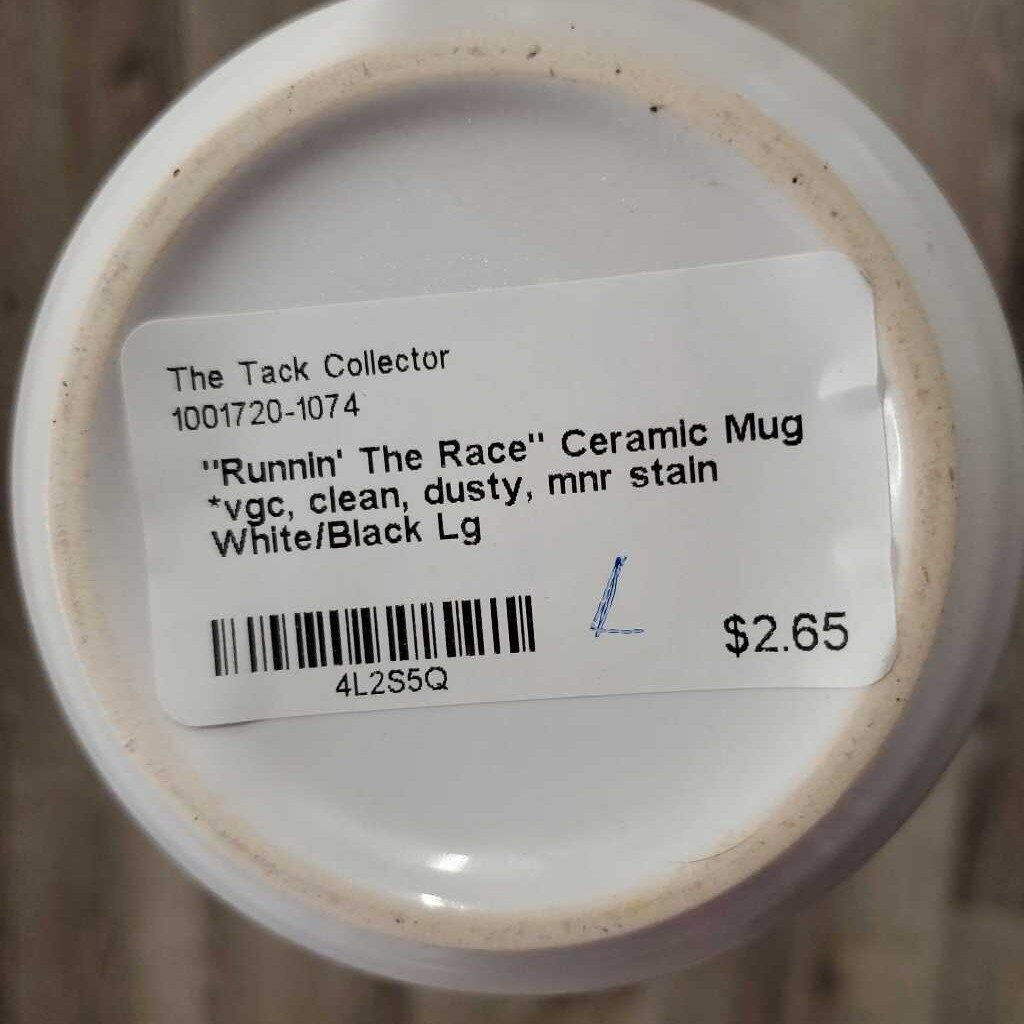 The Tack Collector
1001720-1074
"Runnin' The Race" Ceramic Mug
*vgc, clean, dusty, mnr stain
White/Black Lg
L
$2.65
4L2S5Q